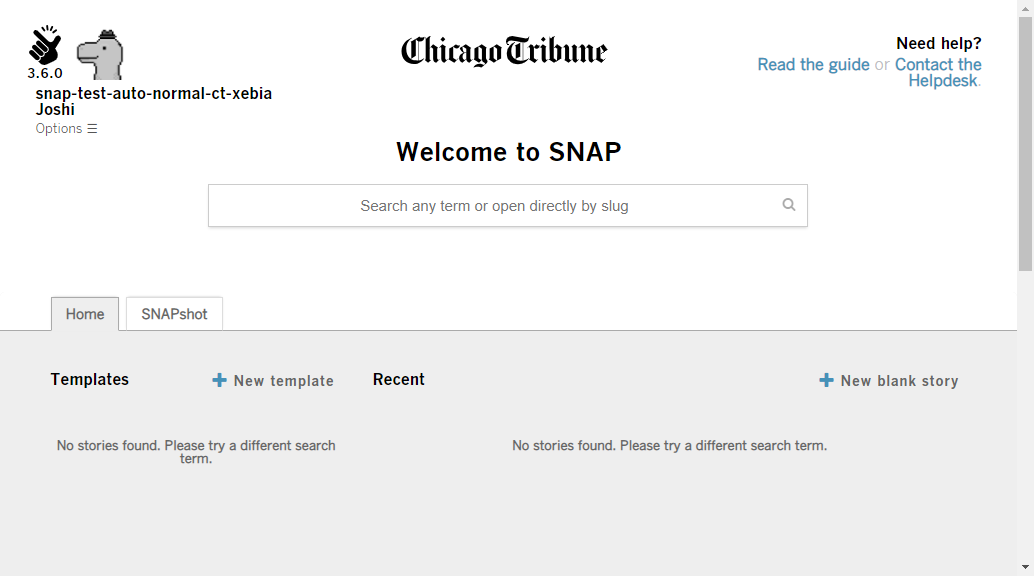 3.6.0
snap-test-auto-normal-ct-xebia
Joshi
Options ☰
Chicago Tribune
Need help?
Read the guide or Contact the
Helpdesk.
Welcome to SNAP
Search any term or open directly by slug
Home
SNAPshot
Templates
New template
Recent
New blank story
No stories found. Please try a different search
term.
No stories found. Please try a different search term.